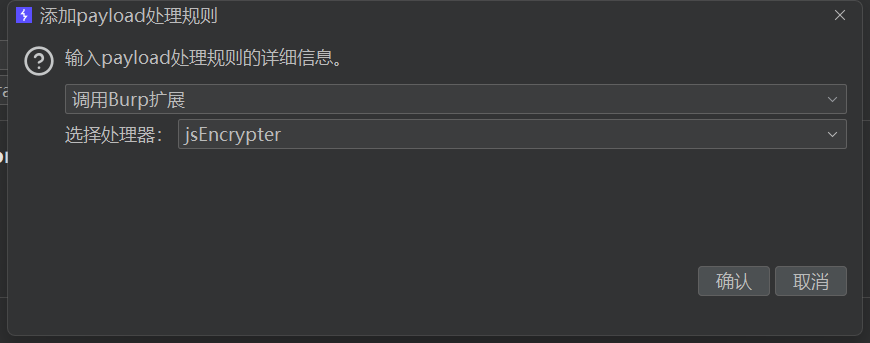 添加payload处理规则
输入payload处理规则的详细信息。
调用Burp扩展
选择处理器： jsEncrypter
确认 取消